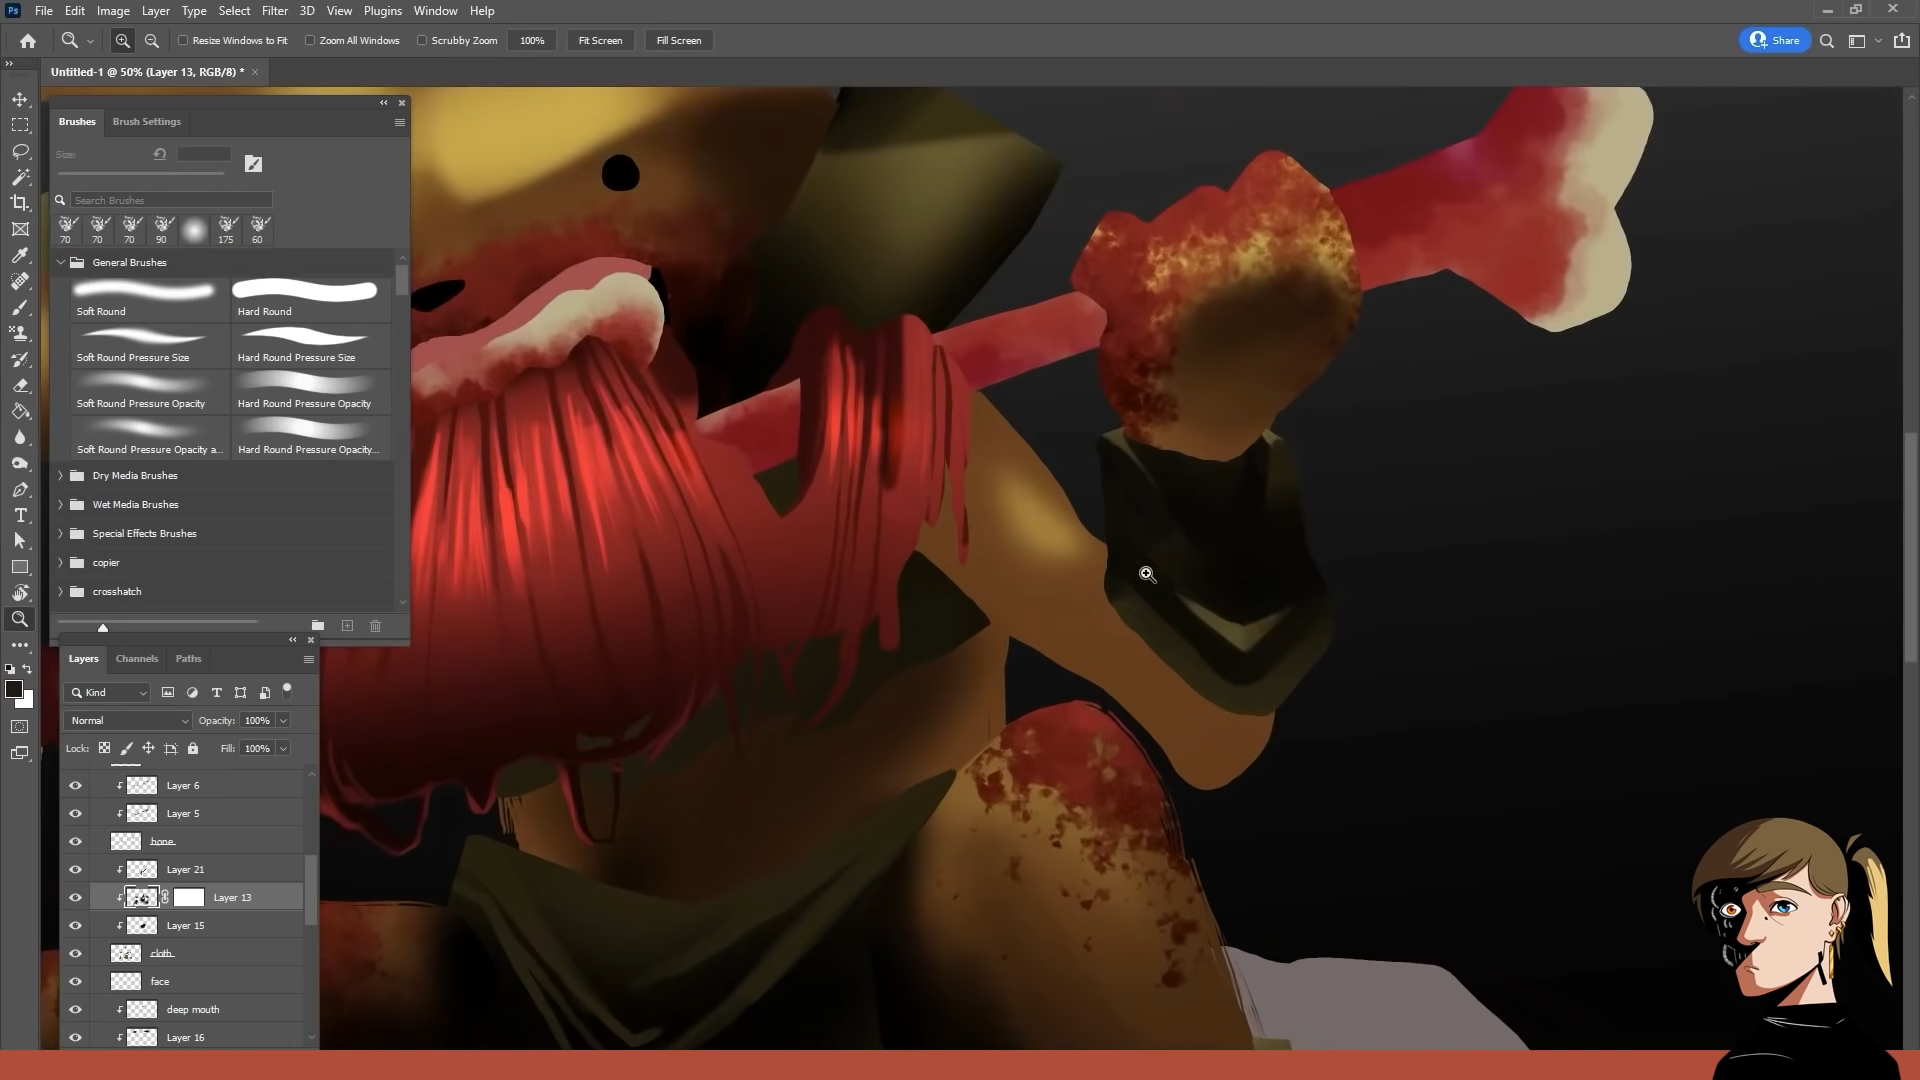 Ps File Edit Image Layer Type Select Filter 3D View Plugins Window Help
Resize Windows to Fit Zoom All Windows Scrubby Zoom 100% Fit Screen Fill Screen Share
Untitled-1 @ 50% (Layer 13, RGB/8) *
Brushes Brush Settings
Size:
Search Brushes
70 70 70 90 175 60
General Brushes
Soft Round Hard Round
Soft Round Pressure Size Hard Round Pressure Size
Soft Round Pressure Opacity Hard Round Pressure Opacity
Soft Round Pressure Opacity a... Hard Round Pressure Opacity...
Dry Media Brushes
Wet Media Brushes
Special Effects Brushes
copier
crosshatch
Layers Channels Paths
Kind
Normal Opacity: 100%
Lock: Fill: 100%
Layer 6
Layer 5
bone
Layer 21
Layer 13
Layer 15
cloth
face
deep mouth
Layer 16